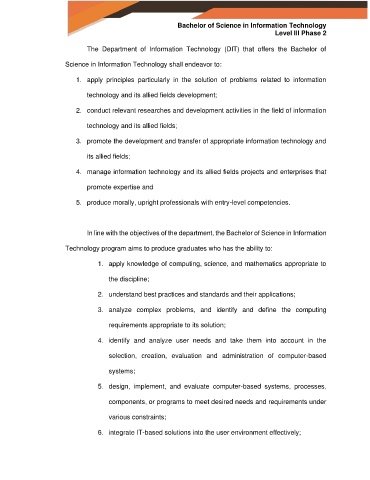 Bachelor of Science in Information Technology
Level III Phase 2
The Department of Information Technology (DIT) that offers the Bachelor of
Science in Information Technology shall endeavor to:
1. apply principles particularly in the solution of problems related to information
technology and its allied fields development;
2. conduct relevant researches and development activities in the field of information
technology and its allied fields;
3. promote the development and transfer of appropriate information technology and
its allied fields;
4. manage information technology and its allied fields projects and enterprises that
promote expertise and
5. produce morally, upright professionals with entry-level competencies.
In line with the objectives of the department, the Bachelor of Science in Information
Technology program aims to produce graduates who has the ability to:
1. apply knowledge of computing, science, and mathematics appropriate to
the discipline;
2. understand best practices and standards and their applications;
3. analyze complex problems, and identify and define the computing
requirements appropriate to its solution;
4. identify and analyze user needs and take them into account in the
selection, creation, evaluation and administration of computer-based
systems;
5. design, implement, and evaluate computer-based systems, processes,
components, or programs to meet desired needs and requirements under
various constraints;
6. integrate IT-based solutions into the user environment effectively;